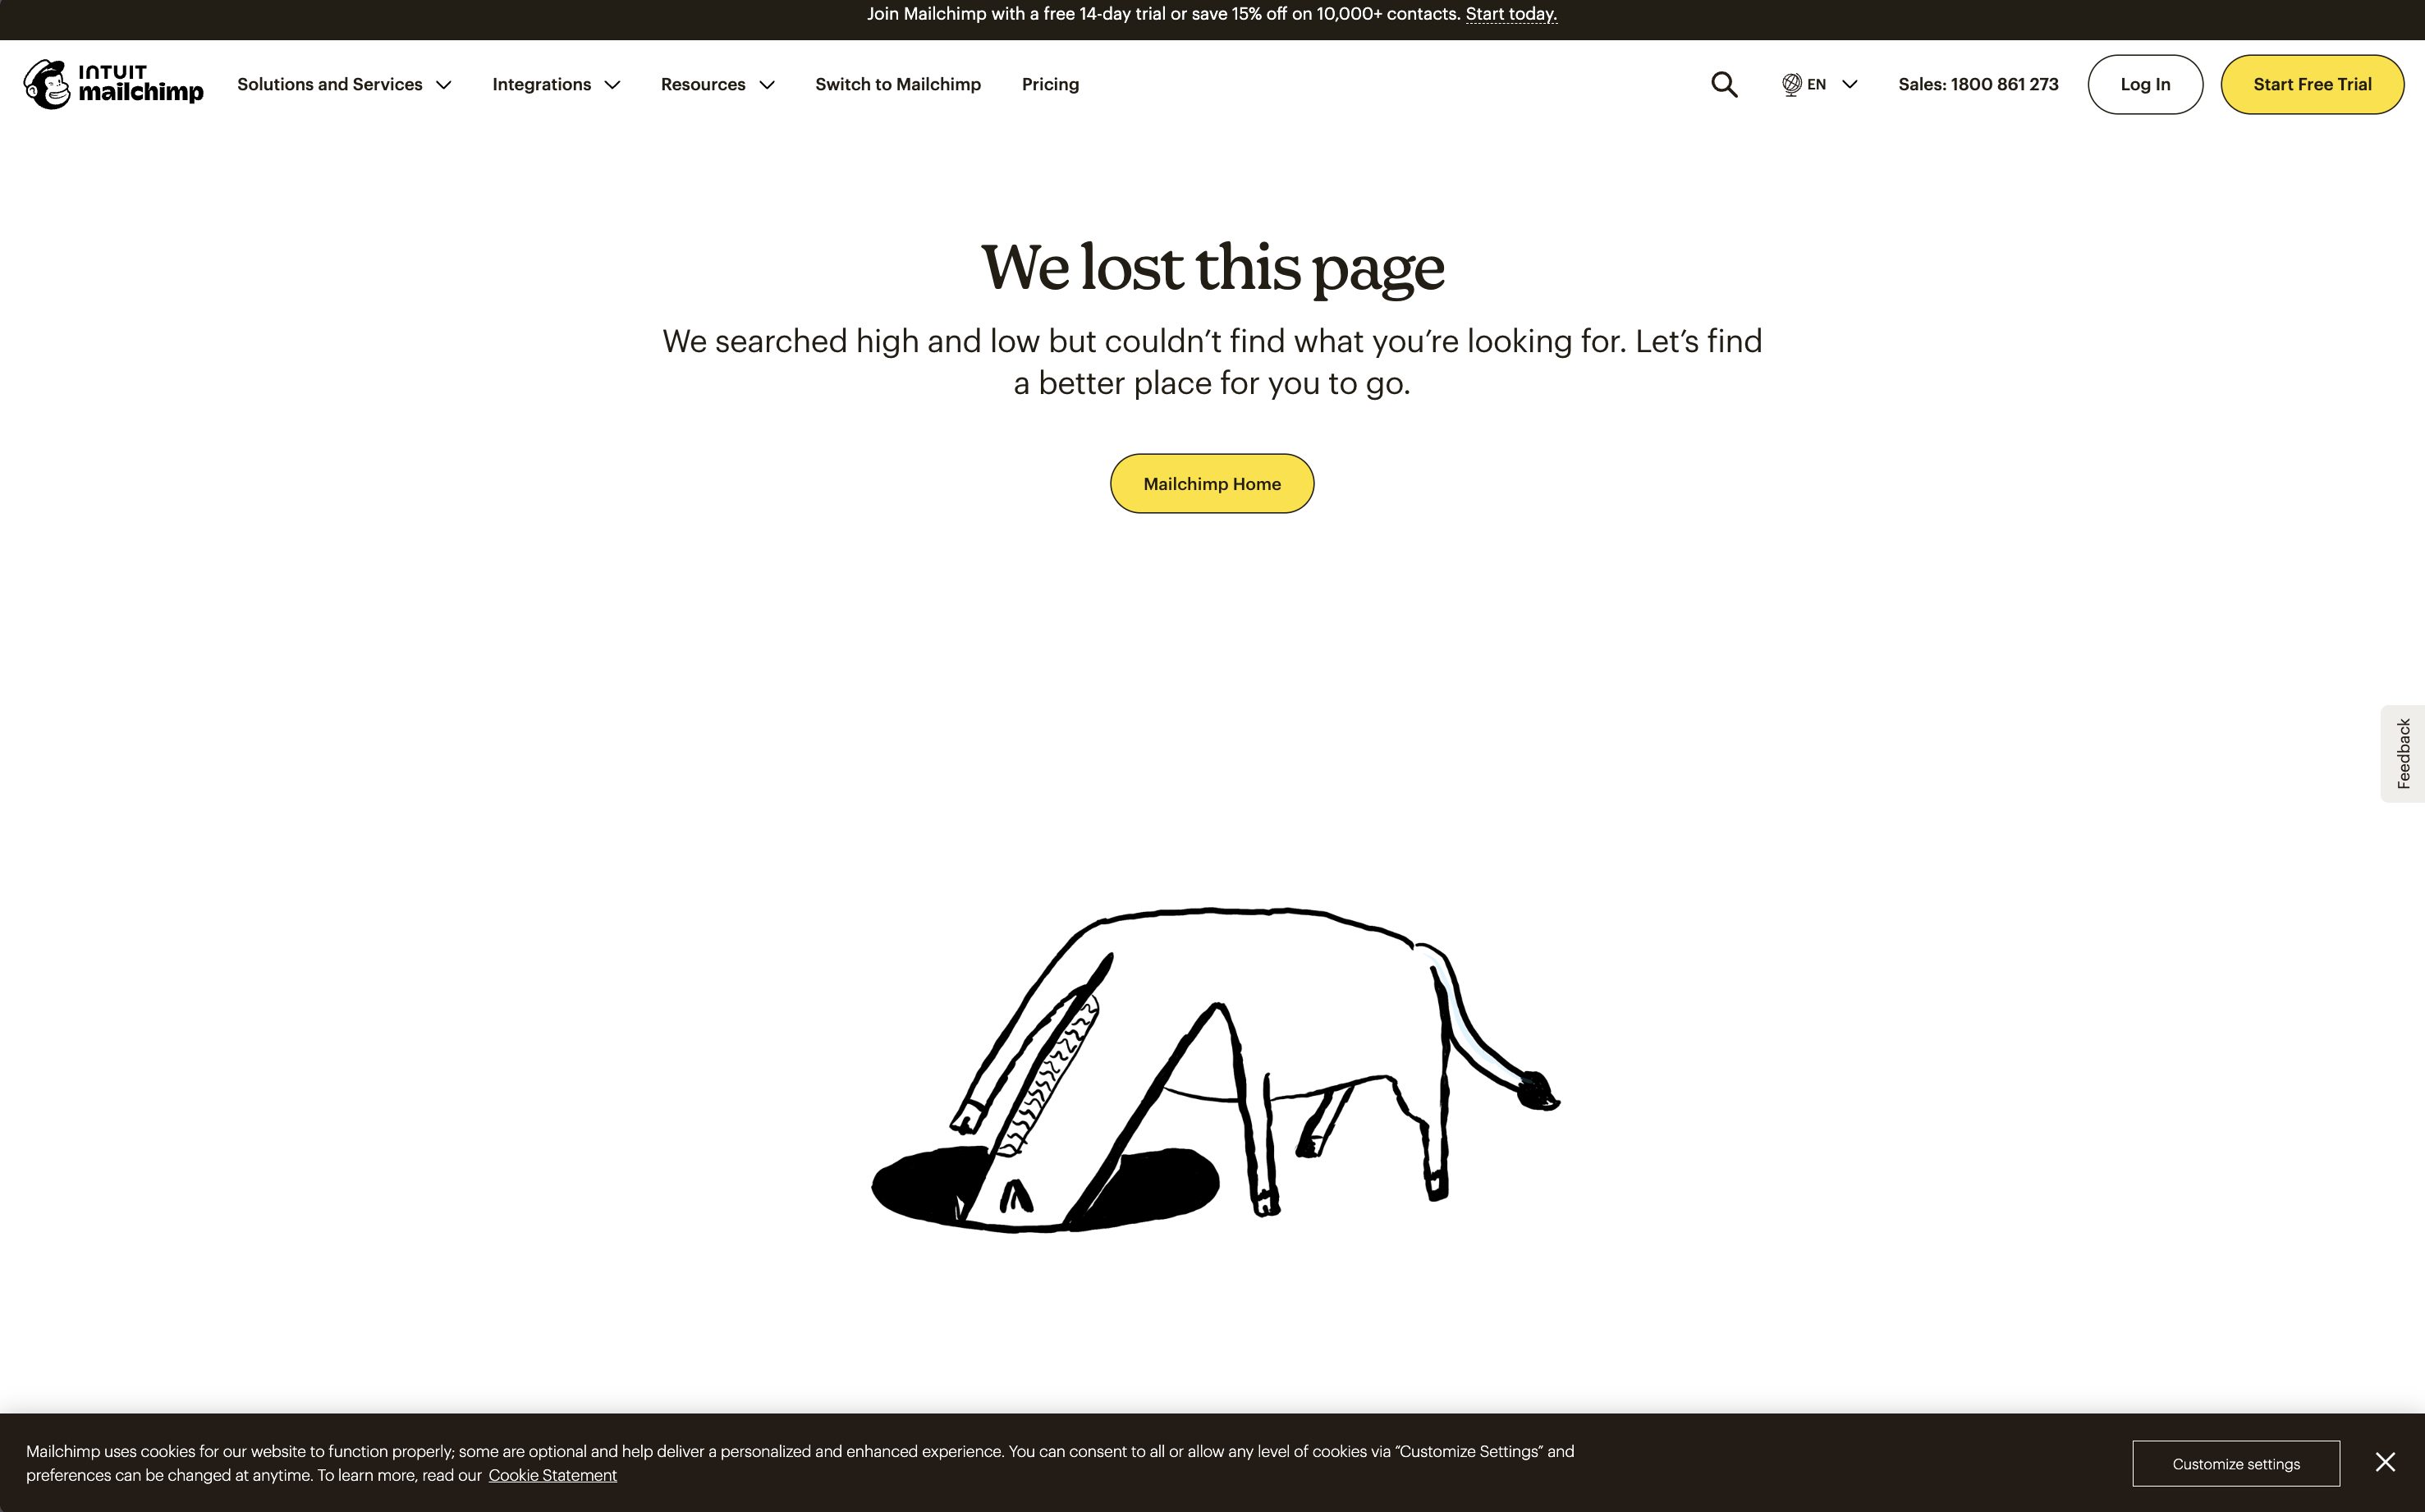 Join Mailchimp with a free 14-day trial or save 15% off on 10,000+ contacts. Start today.
INTUIT
mailchimp
Solutions and Services
Integrations
Resources
Switch to Mailchimp
Pricing
EN
Sales: 1800 861 273
Log In
Start Free Trial
We lost this page
We searched high and low but couldn’t find what you’re looking for. Let’s find
a better place for you to go.
Mailchimp Home
Feedback
Mailchimp uses cookies for our website to function properly; some are optional and help deliver a personalized and enhanced experience. You can consent to all or allow any level of cookies via “Customize Settings” and
preferences can be changed at anytime. To learn more, read our Cookie Statement
Customize settings